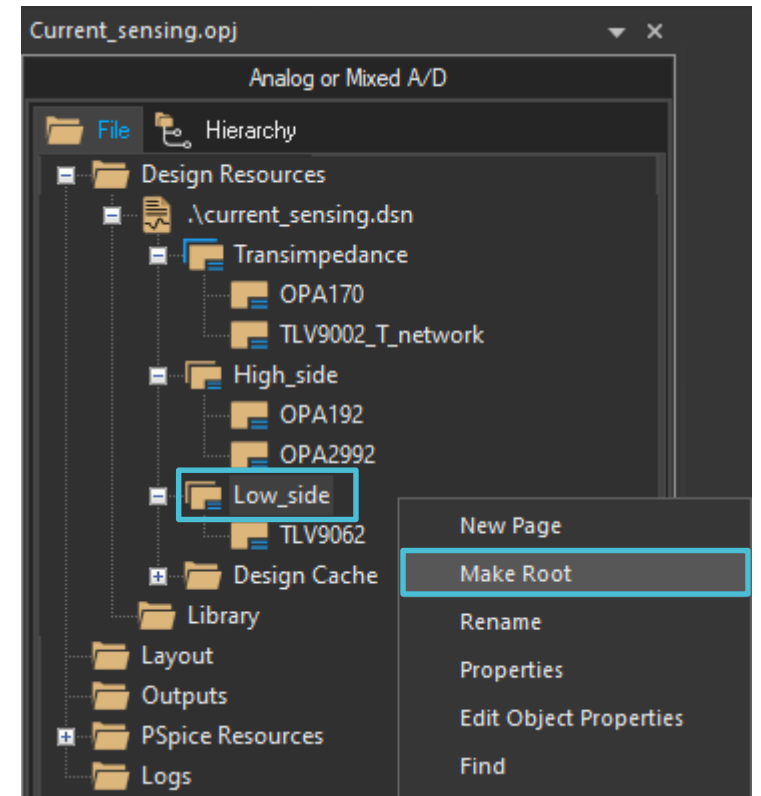 Current_sensing.opj
Analog or Mixed A/D
File Hierarchy
Design Resources
.\current_sensing.dsn
Transimpedance
OPA170
TLV9002_T_network
High_side
OPA192
OPA2992
Low_side
TLV9062
Design Cache
Library
Layout
Outputs
PSpice Resources
Logs
New Page
Make Root
Rename
Properties
Edit Object Properties
Find